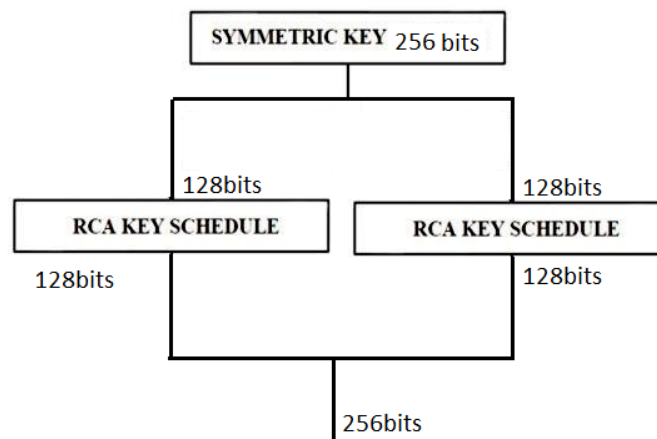 SYMMETRIC KEY 256 bits
128bits 128bits
RCA KEY SCHEDULE RCA KEY SCHEDULE
128bits 128bits
256bits